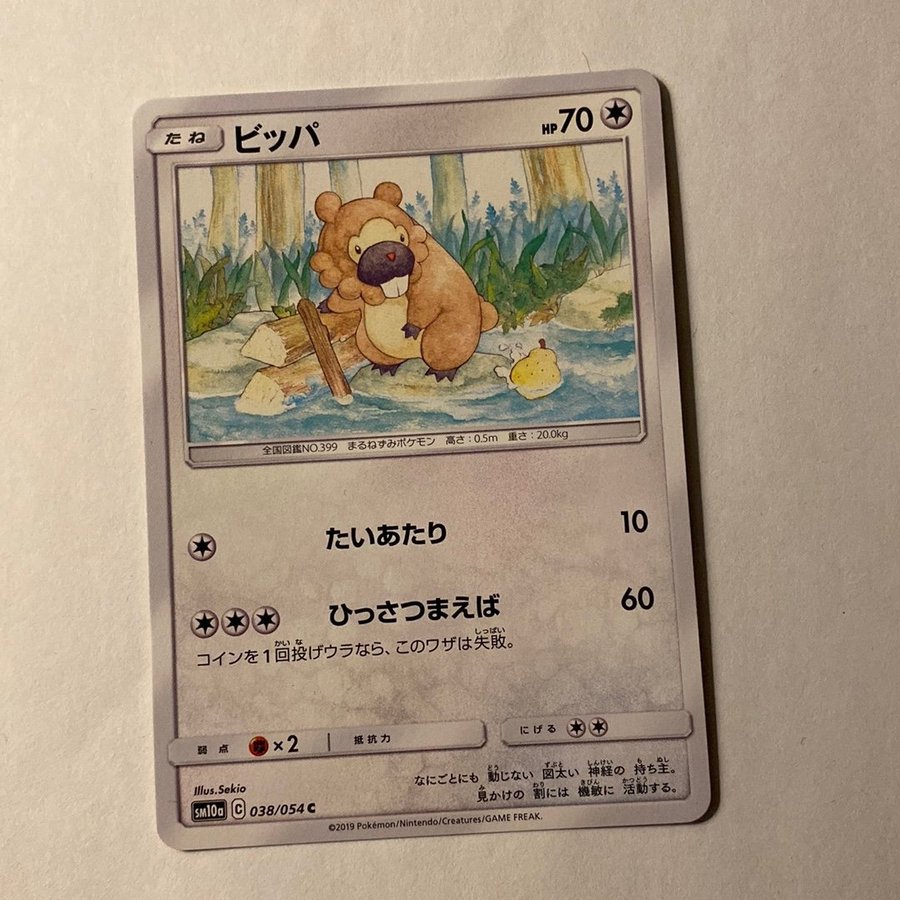 たね ビッパ HP70
全国図鑑NO.399 まるねずみポケモン 高さ:0.5m 重さ:20.0kg
たいあたり 10
ひっさつまえば 60
コインを1回投げウラなら、このワザは失敗。
弱点 ×2 抵抗力 にげる
なにごとにも 動じない 図太い 神経の 持ち主。
見かけの 割には 機敏に 活動する。
Illus.Sekio
sm10a C 038/054 C
©2019 Pokémon/Nintendo/Creatures/GAME FREAK.